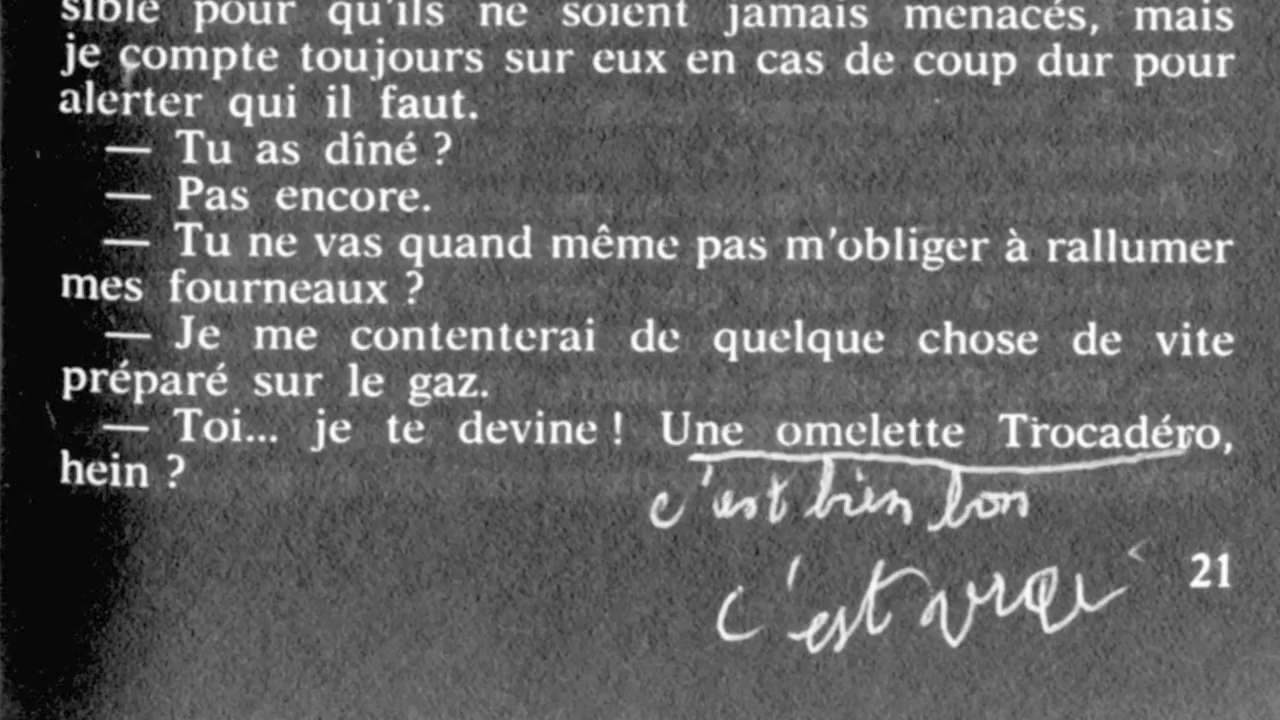 sible pour qu'ils ne soient jamais menacés, mais
je compte toujours sur eux en cas de coup dur pour
alerter qui il faut.
— Tu as dîné ?
— Pas encore.
— Tu ne vas quand même pas m'obliger à rallumer
mes fourneaux ?
— Je me contenterai de quelque chose de vite
préparé sur le gaz.
— Toi... je te devine ! Une omelette Trocadéro,
hein ?
c'est bien bon
c'est vrai
21